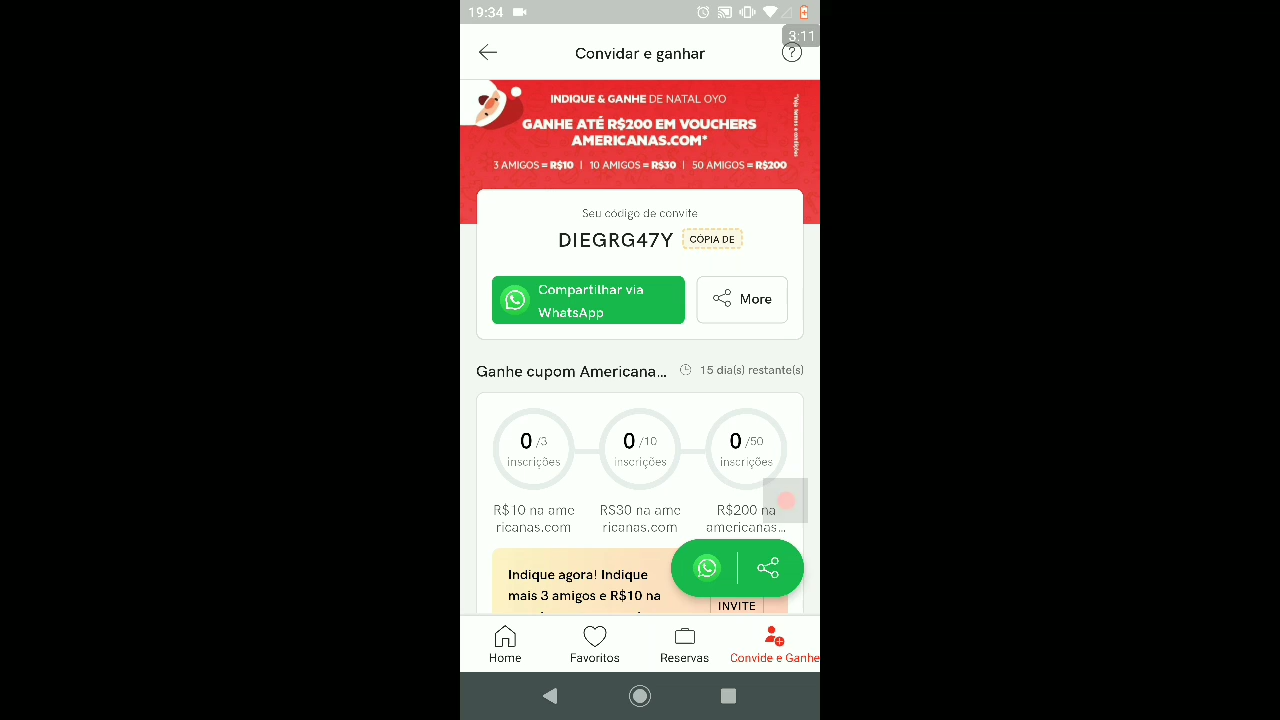 19:34
3:11
Convidar e ganhar
?
INDIQUE & GANHE DE NATAL OYO
GANHE ATÉ R$200 EM VOUCHERS
AMERICANAS.COM*
3 AMIGOS = R$10 | 10 AMIGOS = R$30 | 50 AMIGOS = R$200
*Veja termos e condições
Seu código de convite
DIEGRG47Y CÓPIA DE
Compartilhar via
WhatsApp
More
Ganhe cupom Americana... 15 dia(s) restante(s)
0 /3 0 /10 0 /50
inscrições inscrições inscrições
R$10 na ame R$30 na ame R$200 na
ricanas.com ricanas.com americanas...
Indique agora! Indique
mais 3 amigos e R$10 na
INVITE
Home Favoritos Reservas Convide e Ganhe